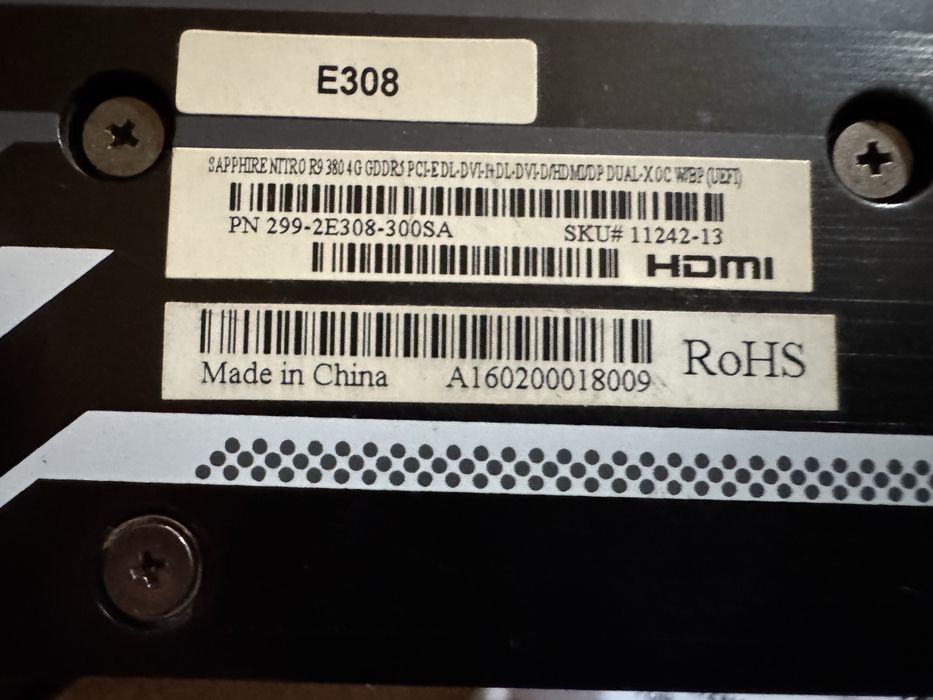 E308
SAPPHIRE NITRO R9 380 4G GDDR5 PCI-E DL-DVI-I+DL-DVI-D/HDMI/DP DUAL-X OC W/BP (UEFI)
PN 299-2E308-300SA SKU# 11242-13
HDMI
RoHS
Made in China A160200018009